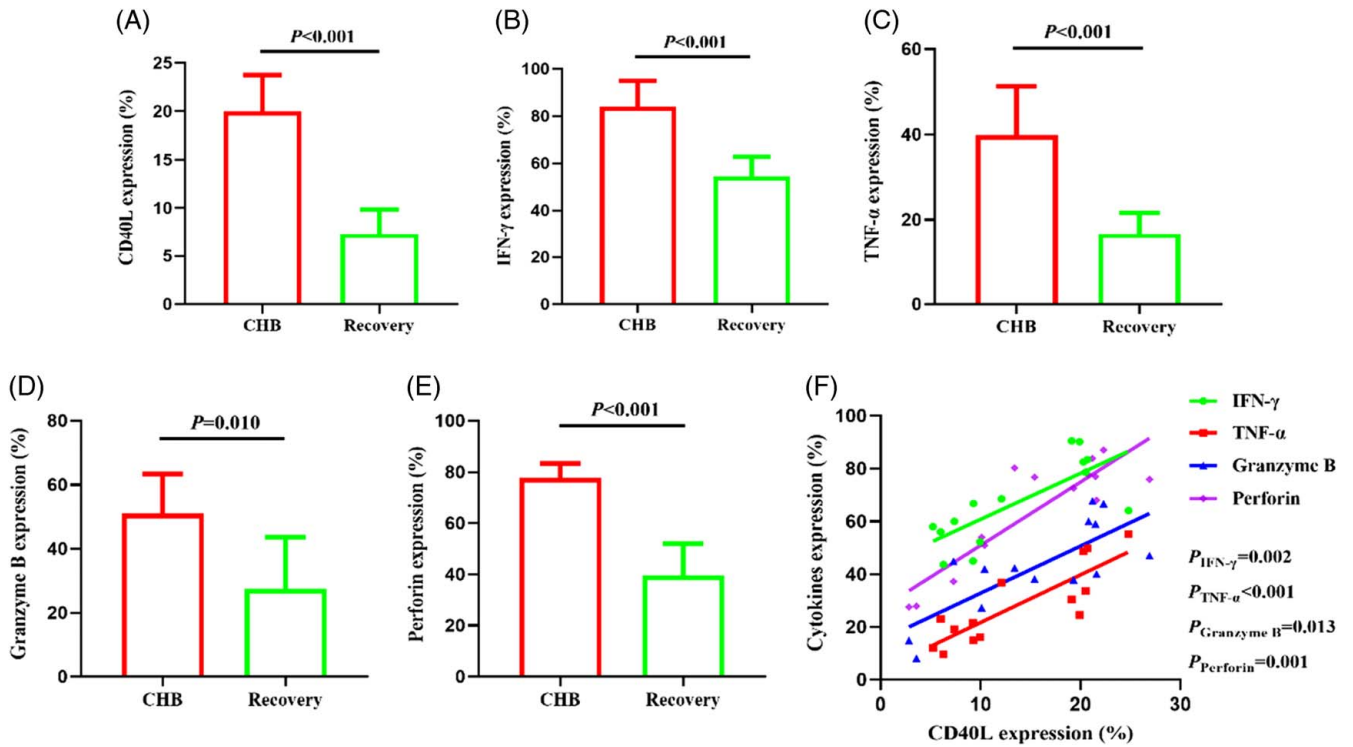 (A)
P<0.001
CD40L expression (%)
25
20
15
10
5
0
CHB Recovery
(B)
P<0.001
IFN-γ expression (%)
100
80
60
40
20
0
CHB Recovery
(C)
P<0.001
TNF-α expression (%)
60
40
20
0
CHB Recovery
(D)
P=0.010
Granzyme B expression (%)
80
60
40
20
0
CHB Recovery
(E)
P<0.001
Perforin expression (%)
100
80
60
40
20
0
CHB Recovery
(F)
Cytokines expression (%)
100
80
60
40
20
0
0 10 20 30
CD40L expression (%)
IFN-γ
TNF-α
Granzyme B
Perforin
PIFN-γ=0.002
PTNF-α<0.001
PGranzyme B=0.013
PPerforin=0.001